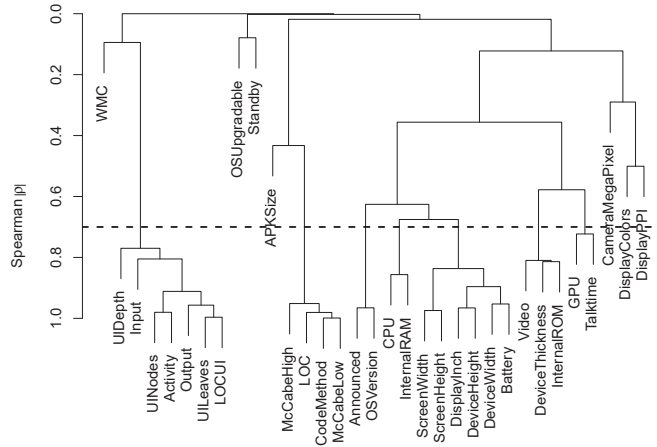 Spearman |ρ|
0.0
0.2
0.4
0.6
0.8
1.0
WMC
UIDepth
Input
UINodes
Activity
Output
UILeaves
LOCUI
OSUpgradable
Standby
APKSize
McCabeHigh
LOC
CodeMethod
McCabeLow
Announced
OSVersion
CPU
InternalRAM
ScreenWidth
ScreenHeight
DisplayInch
DeviceHeight
DeviceWidth
Battery
Video
DeviceThickness
InternalROM
GPU
Talktime
CameraMegaPixel
DisplayColors
DisplayPPI